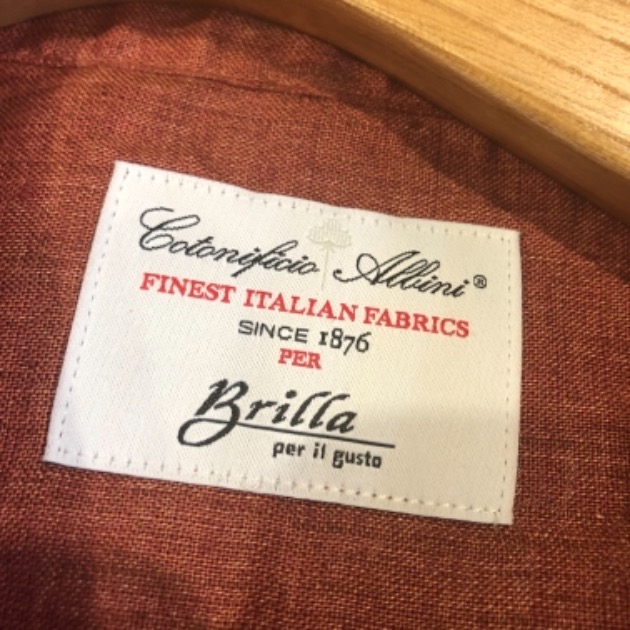 Cotonificio Albini®
FINEST ITALIAN FABRICS
SINCE 1876
PER
Brilla
per il gusto